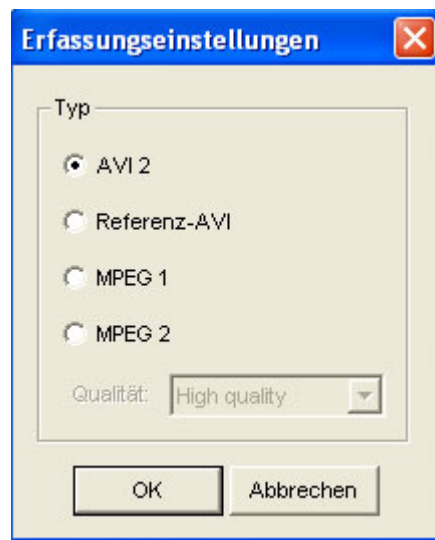 Erfassungseinstellungen
Typ
AVI 2
Referenz-AVI
MPEG 1
MPEG 2
Qualität: High quality
OK Abbrechen